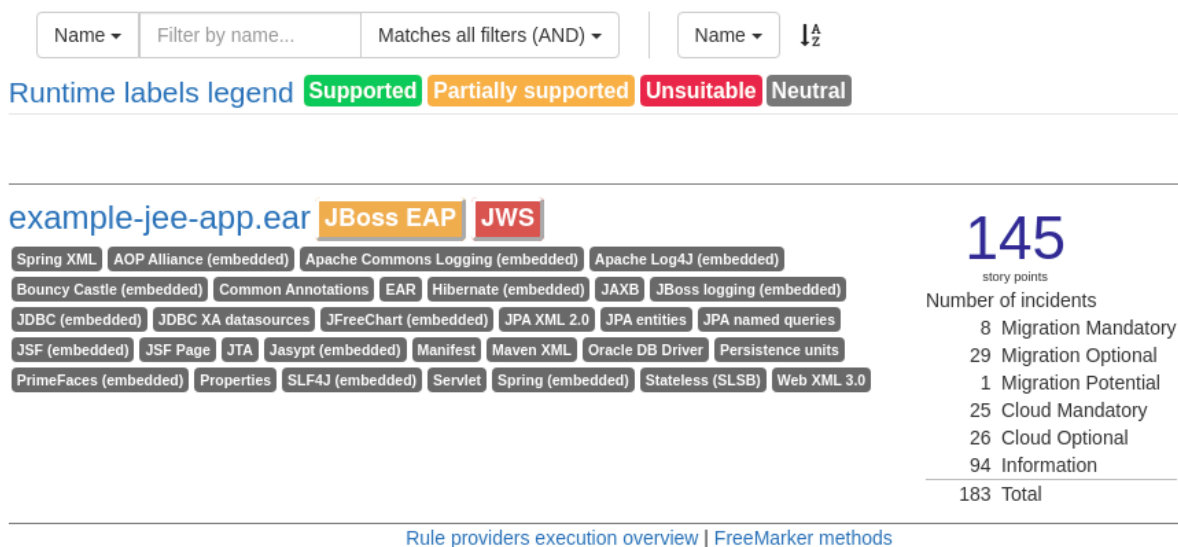 Name Filter by name... Matches all filters (AND) Name
Runtime labels legend Supported Partially supported Unsuitable Neutral
example-jee-app.ear JBoss EAP JWS
Spring XML AOP Alliance (embedded) Apache Commons Logging (embedded) Apache Log4J (embedded)
Bouncy Castle (embedded) Common Annotations EAR Hibernate (embedded) JAXB JBoss logging (embedded)
JDBC (embedded) JDBC XA datasources JFreeChart (embedded) JPA XML 2.0 JPA entities JPA named queries
JSF (embedded) JSF Page JTA Jasypt (embedded) Manifest Maven XML Oracle DB Driver Persistence units
PrimeFaces (embedded) Properties SLF4J (embedded) Servlet Spring (embedded) Stateless (SLSB) Web XML 3.0
145
story points
Number of incidents
8 Migration Mandatory
29 Migration Optional
1 Migration Potential
25 Cloud Mandatory
26 Cloud Optional
94 Information
183 Total
Rule providers execution overview | FreeMarker methods